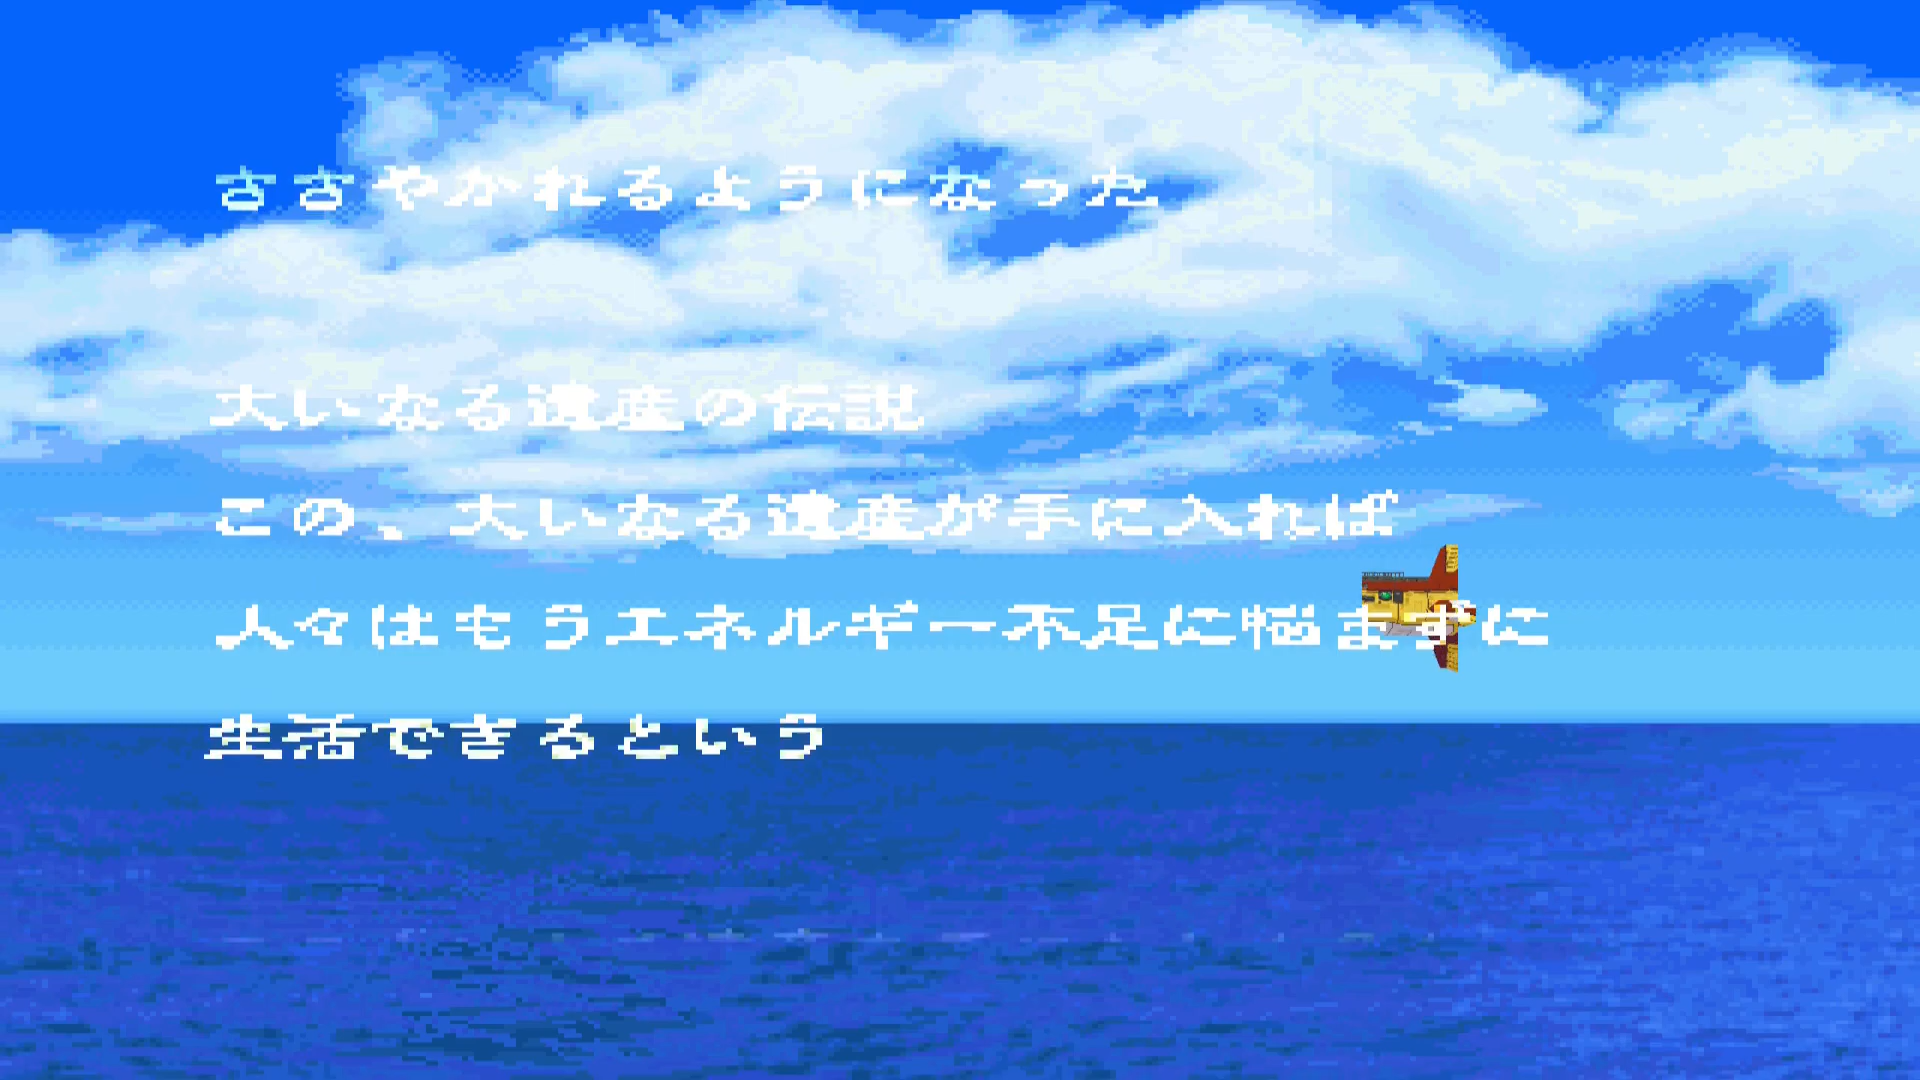 ささやかれるようになった
大いなる遺産の伝説
この、大いなる遺産が手に入れば
人々はもうエネルギー不足に悩まずに
生活できるという